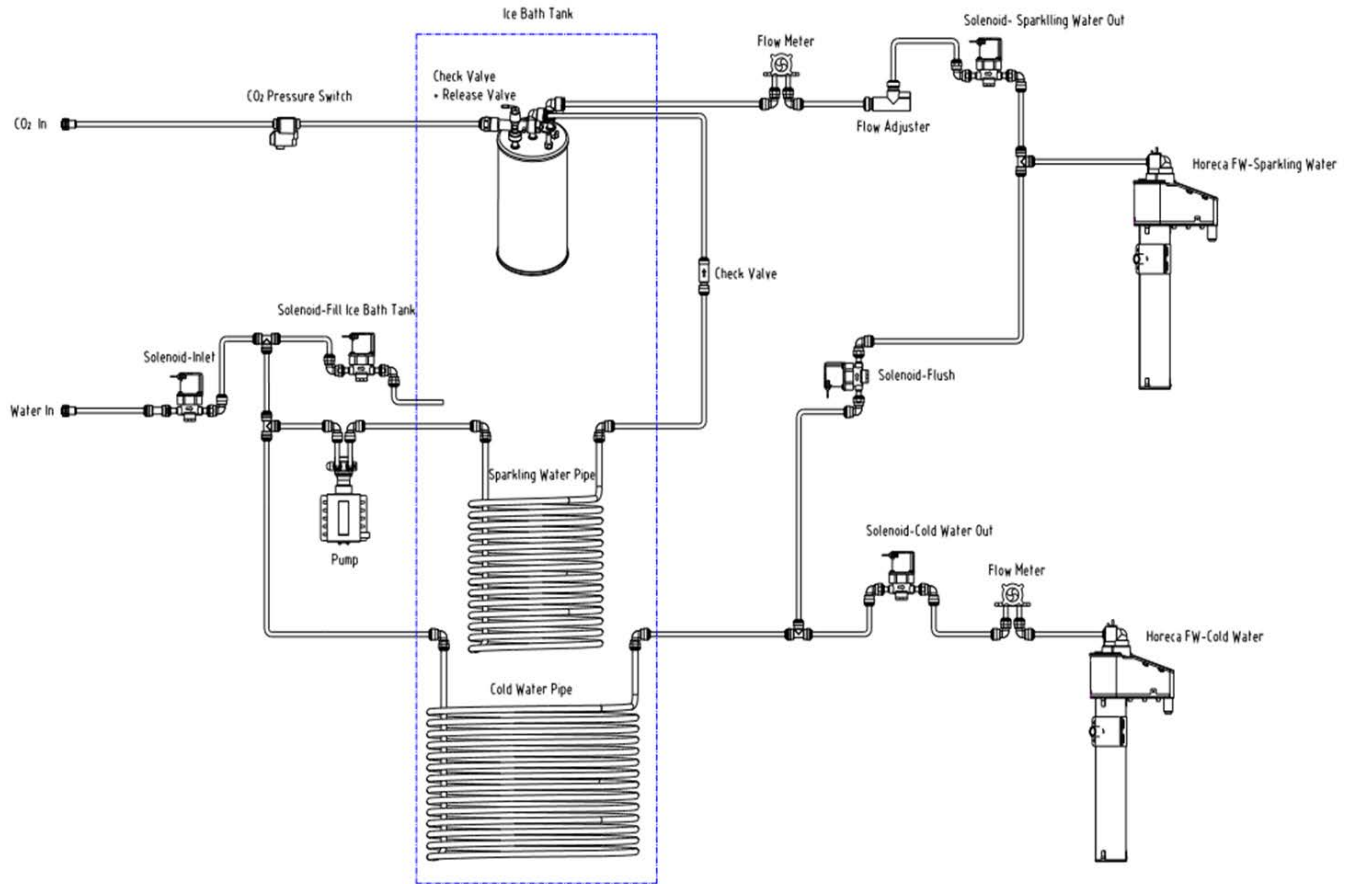 Ice Bath Tank
Solenoid- Sparklling Water Out
Flow Meter
Check Valve
+ Release Valve
CO₂ Pressure Switch
CO₂ In
Flow Adjuster
Horeca FW-Sparkling Water
Check Valve
Solenoid-Fill Ice Bath Tank
Solenoid-Inlet
Solenoid-Flush
Water In
Sparkling Water Pipe
Solenoid-Cold Water Out
Pump
Flow Meter
Horeca FW-Cold Water
Cold Water Pipe